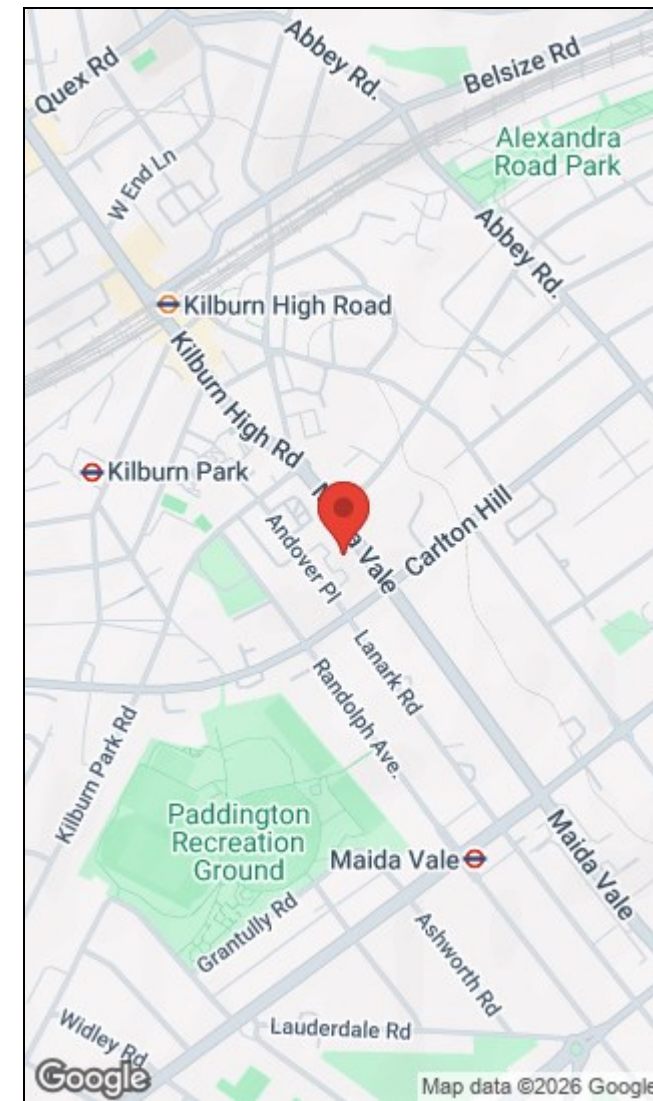 Abbey Rd.
Belsize Rd
Quex Rd
Alexandra
Road Park
W End Ln
Abbey Rd.
Kilburn High Road
Kilburn High Rd
Kilburn Park
Maida Vale
Carlton Hill
Andover Pl
Lanark Rd
Randolph Ave.
Kilburn Park Rd
Paddington
Recreation
Ground
Maida Vale
Maida Vale
Grantully Rd
Ashworth Rd
Widley Rd
Lauderdale Rd
Google
Map data ©2026 Google